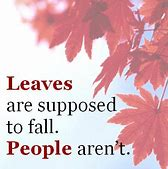 Leaves
are supposed
to fall.
People aren't.